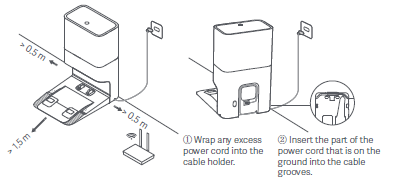 > 0.5 m
> 0.5 m
> 1.5 m
① Wrap any excess
power cord into the
cable holder.
② Insert the part of the
power cord that is on the
ground into the cable
grooves.